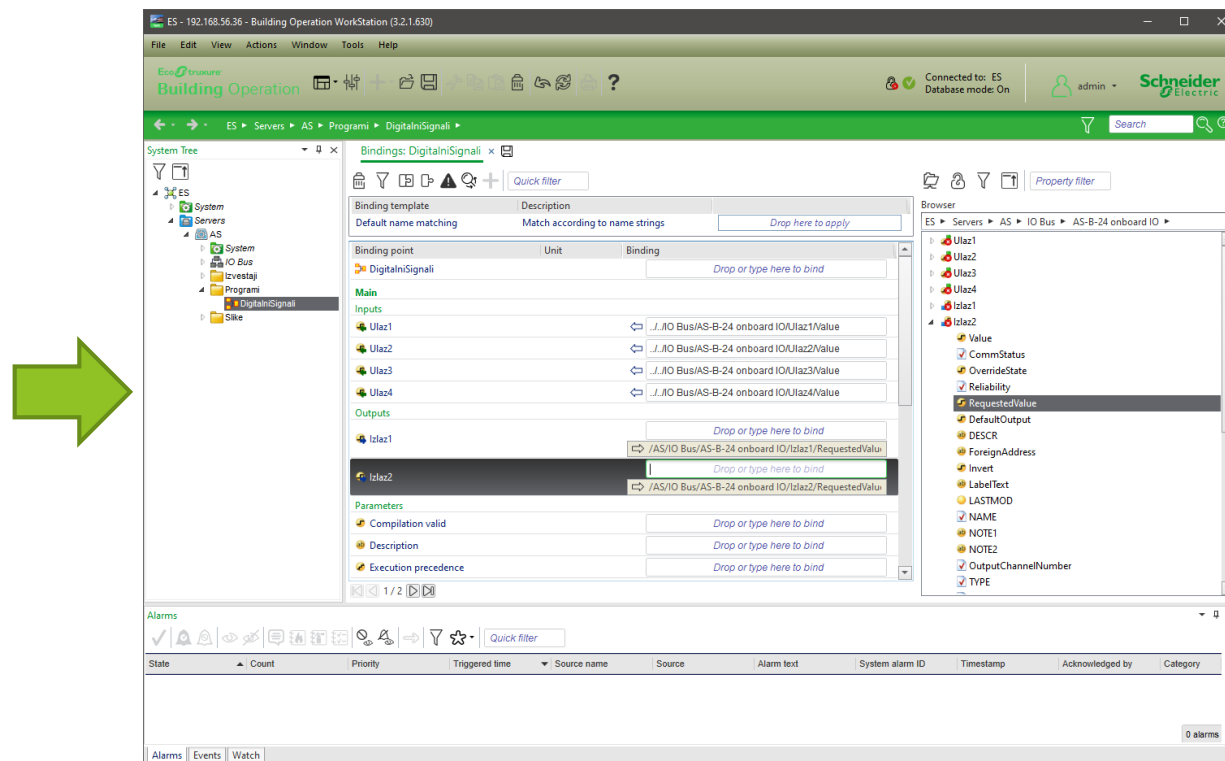 ES - 192.168.56.36 - Building Operation WorkStation (3.2.1.630)
File Edit View Actions Window Tools Help
EcoStruxure
Building Operation
Connected to: ES
Database mode: On
admin
Schneider
Electric
ES ▸ Servers ▸ AS ▸ Programi ▸ DigitalniSignali ▸
Search
System Tree
ES
System
Servers
AS
System
IO Bus
Izvestaji
Programi
DigitalniSignali
Slike
Bindings: DigitalniSignali
Quick filter
Binding template Description
Default name matching Match according to name strings Drop here to apply
Binding point Unit Binding
DigitalniSignali Drop or type here to bind
Main
Inputs
Ulaz1 ../../IO Bus/AS-B-24 onboard IO/Ulaz1/Value
Ulaz2 ../../IO Bus/AS-B-24 onboard IO/Ulaz2/Value
Ulaz3 ../../IO Bus/AS-B-24 onboard IO/Ulaz3/Value
Ulaz4 ../../IO Bus/AS-B-24 onboard IO/Ulaz4/Value
Outputs
Izlaz1 Drop or type here to bind
/AS/IO Bus/AS-B-24 onboard IO/Izlaz1/RequestedValu
Izlaz2 Drop or type here to bind
/AS/IO Bus/AS-B-24 onboard IO/Izlaz2/RequestedValu
Parameters
Compilation valid Drop or type here to bind
Description Drop or type here to bind
Execution precedence Drop or type here to bind
1 / 2
Property filter
Browser
ES ▸ Servers ▸ AS ▸ IO Bus ▸ AS-B-24 onboard IO ▸
Ulaz1
Ulaz2
Ulaz3
Ulaz4
Izlaz1
Izlaz2
Value
CommStatus
OverrideState
Reliability
RequestedValue
DefaultOutput
DESCR
ForeignAddress
Invert
LabelText
LASTMOD
NAME
NOTE1
NOTE2
OutputChannelNumber
TYPE
Alarms
Quick filter
State Count Priority Triggered time Source name Source Alarm text System alarm ID Timestamp Acknowledged by Category
0 alarms
Alarms Events Watch